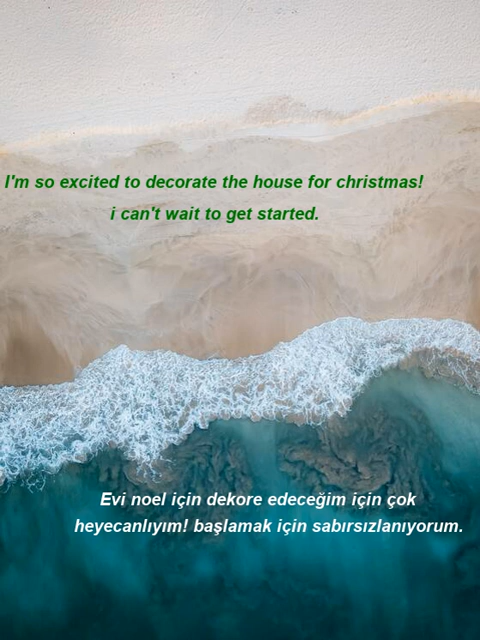 I'm so excited to decorate the house for christmas!
i can't wait to get started.
Evi noel için dekore edeceğim için çok
heyecanlıyım! başlamak için sabırsızlanıyorum.